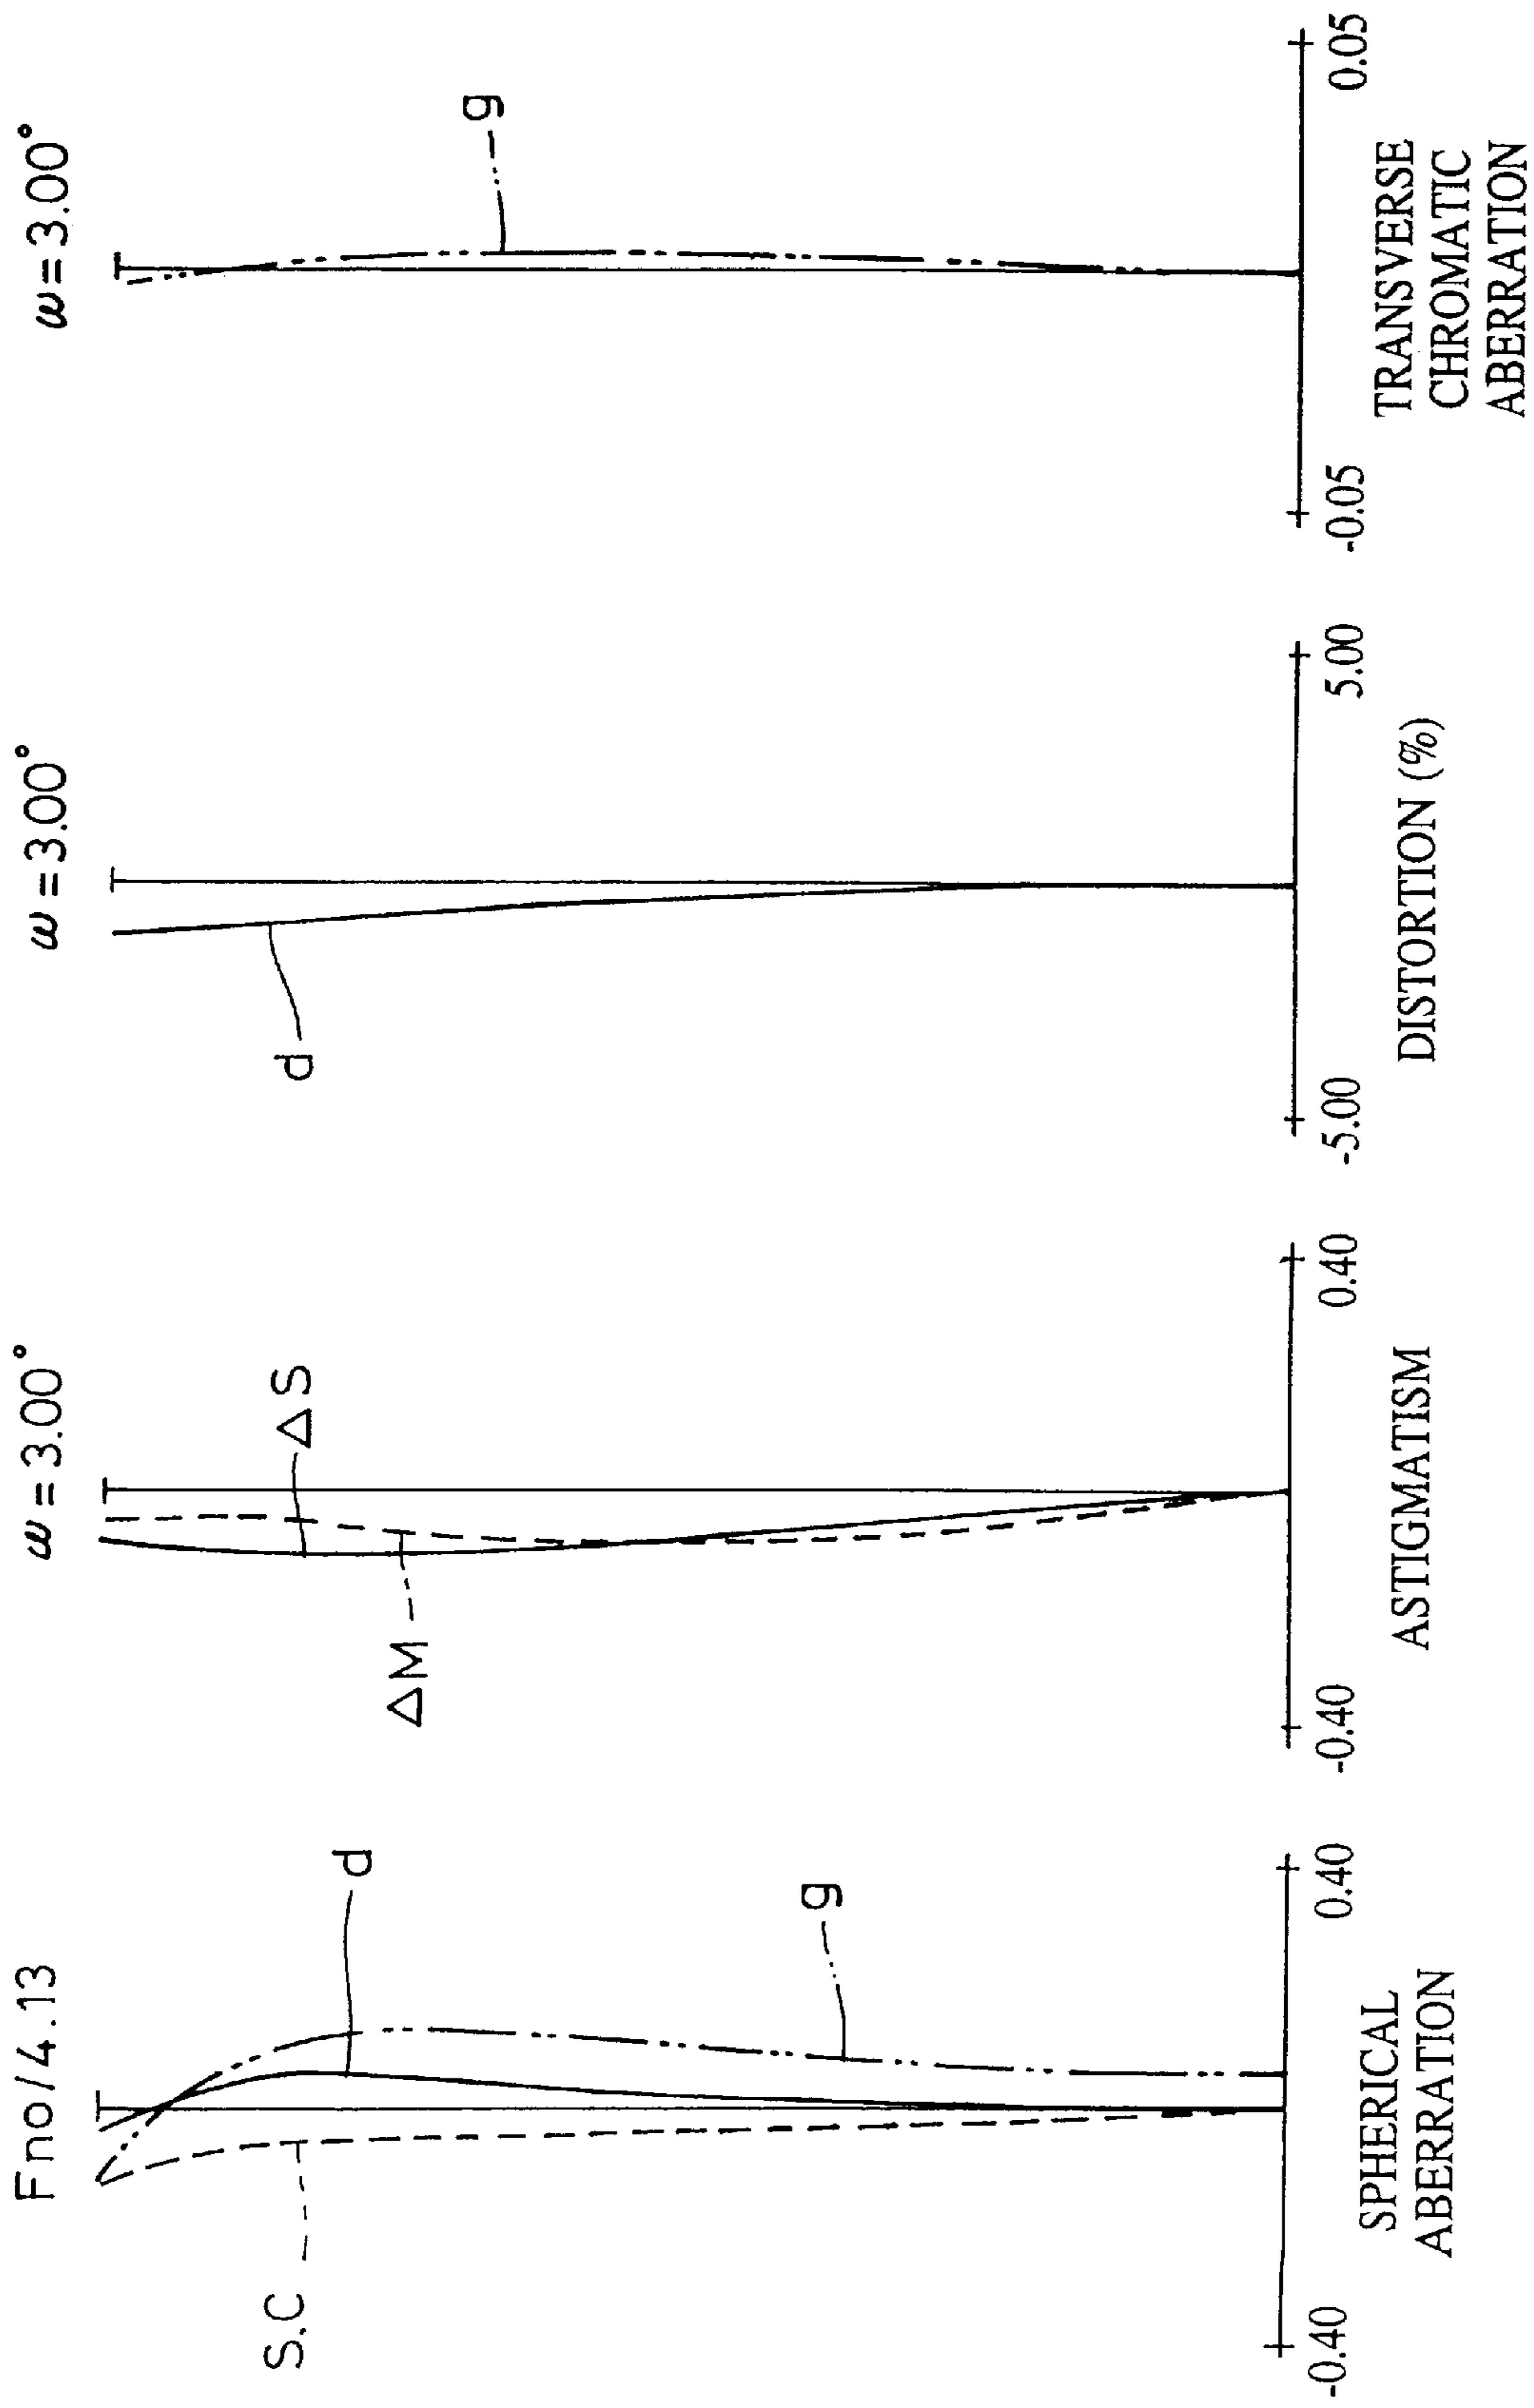 Fno/4.13
S.C
d
g
-0.40
0.40
SPHERICAL
ABERRATION
ω=3.00°
ΔM
ΔS
-0.40
0.40
ASTIGMATISM
ω=3.00°
d
-5.00
5.00
DISTORTION (%)
ω=3.00°
g
-0.05
0.05
TRANSVERSE
CHROMATIC
ABERRATION